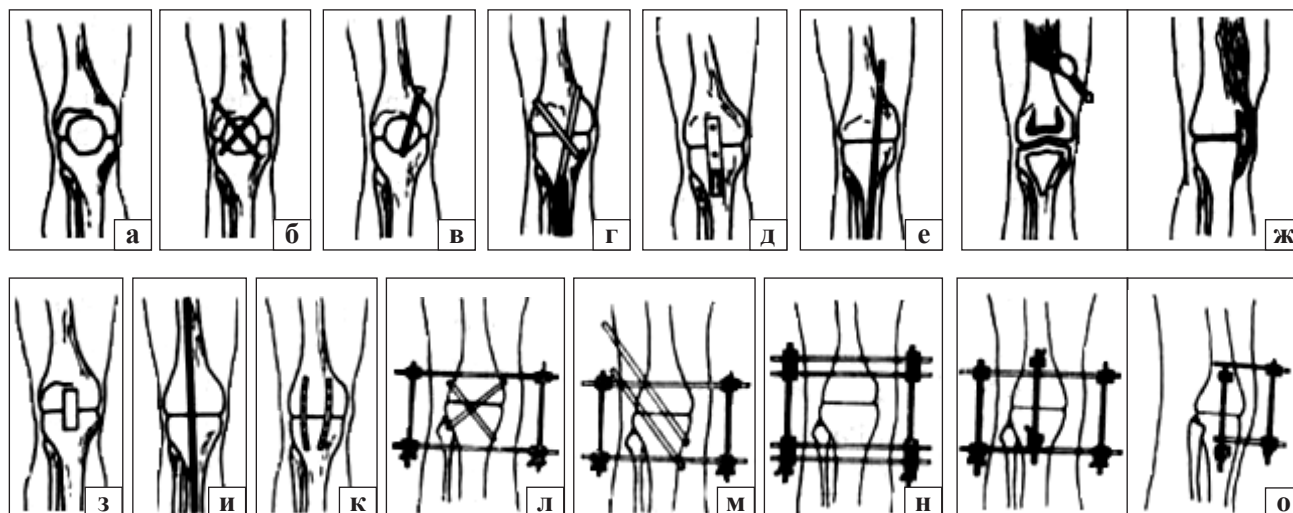 а б в г д е ж
з и к л м н о